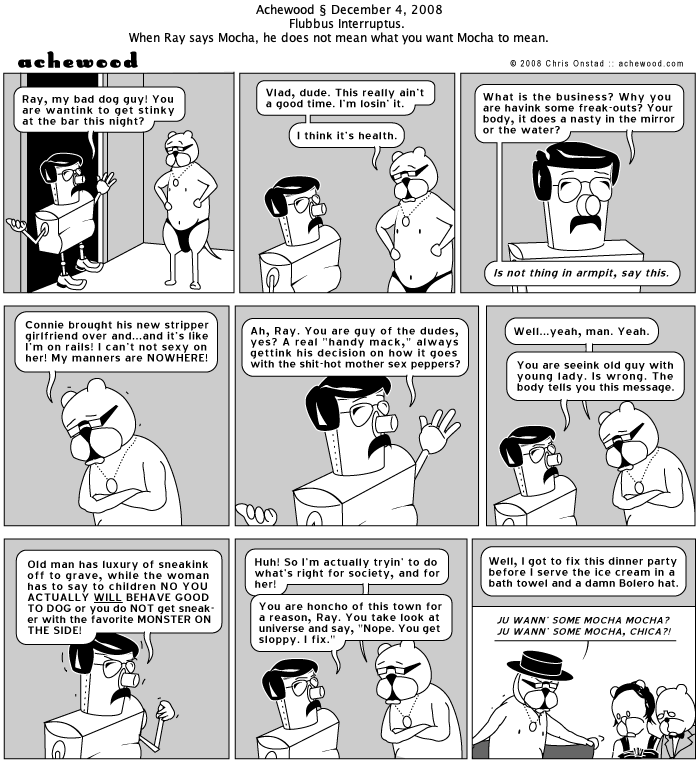 Achewood § December 4, 2008
Flubbus Interruptus.
When Ray says Mocha, he does not mean what you want Mocha to mean.
achewood
© 2008 Chris Onstad :: achewood.com
Ray, my bad dog guy! You
are wantink to get stinky
at the bar this night?
Vlad, dude. This really ain't
a good time. I'm losin' it.
I think it's health.
What is the business? Why you
are havink some freak-outs? Your
body, it does a nasty in the mirror
or the water?
Is not thing in armpit, say this.
Connie brought his new stripper
girlfriend over and...and it's like
I'm on rails! I can't not sexy on
her! My manners are NOWHERE!
Ah, Ray. You are guy of the dudes,
yes? A real "handy mack," always
gettink his decision on how it goes
with the shit-hot mother sex peppers?
Well...yeah, man. Yeah.
You are seeink old guy with
young lady. Is wrong. The
body tells you this message.
Old man has luxury of sneakink
off to grave, while the woman
has to say to children NO YOU
ACTUALLY WILL BEHAVE GOOD
TO DOG or you do NOT get sneak-
er with the favorite MONSTER ON
THE SIDE!
Huh! So I'm actually tryin' to do
what's right for society, and for
her!
You are honcho of this town for
a reason, Ray. You take look at
universe and say, "Nope. You get
sloppy. I fix."
Well, I got to fix this dinner party
before I serve the ice cream in a
bath towel and a damn Bolero hat.
JU WANN' SOME MOCHA MOCHA?
JU WANN' SOME MOCHA, CHICA?!